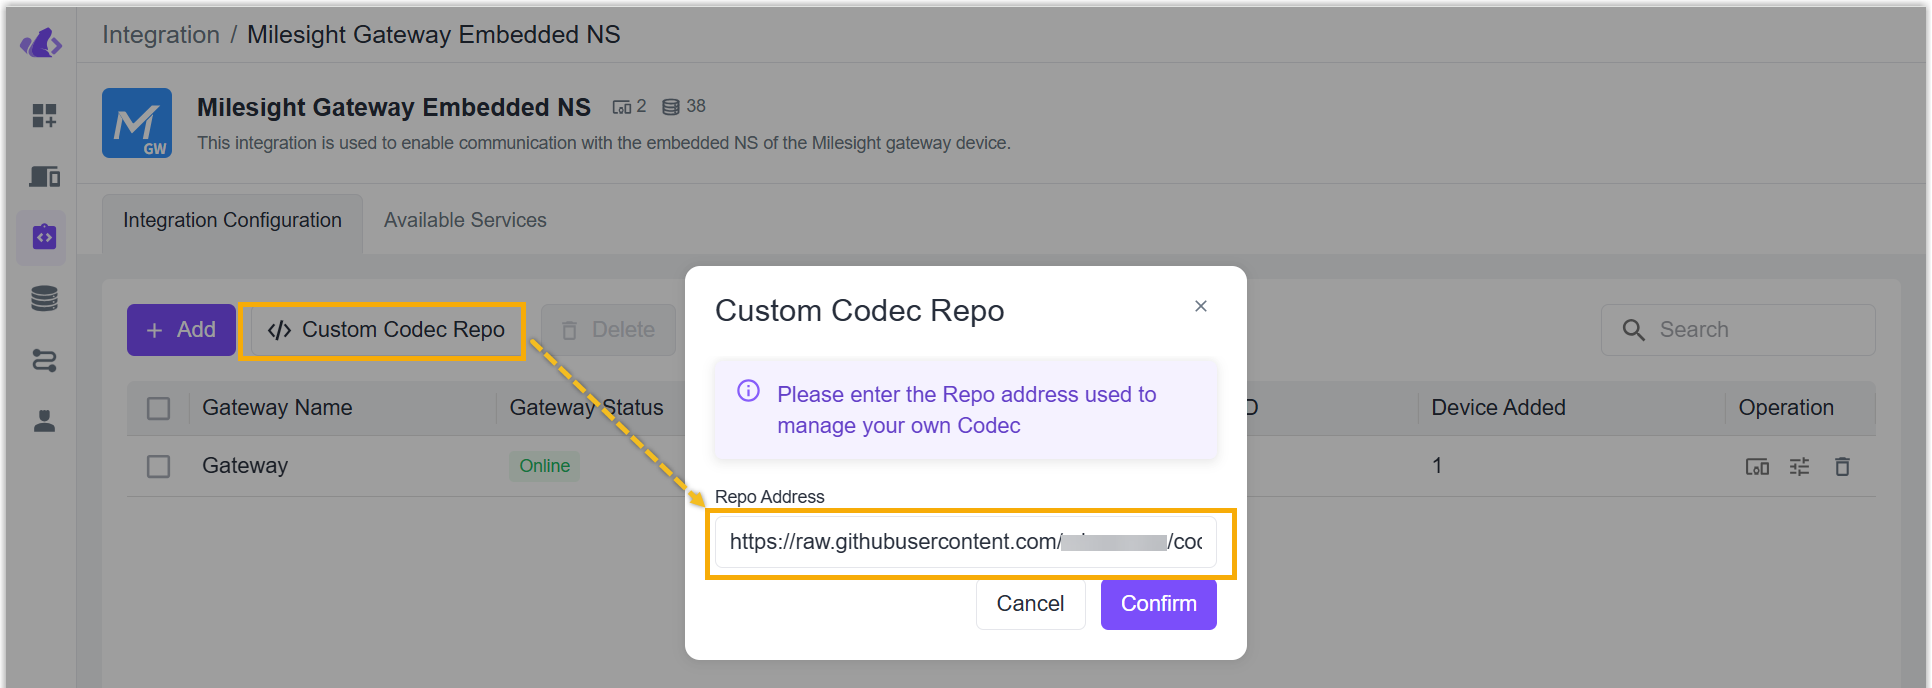 Integration / Milesight Gateway Embedded NS
GW
Milesight Gateway Embedded NS 2 38
This integration is used to enable communication with the embedded NS of the Milesight gateway device.
Integration Configuration Available Services
+ Add </> Custom Codec Repo Delete Search
Gateway Name Gateway Status Device Added Operation
Gateway Online 1
Custom Codec Repo
Please enter the Repo address used to
manage your own Codec
Repo Address
https://raw.githubusercontent.com/ /coc
Cancel Confirm